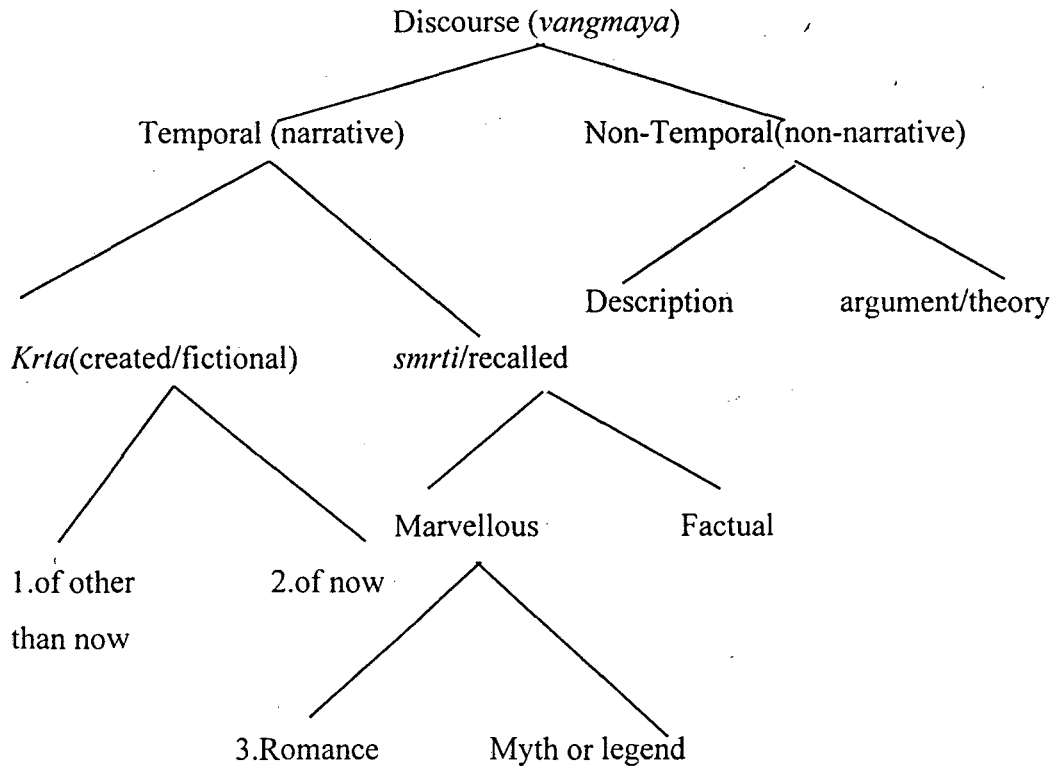 Discourse (vangmaya)
Temporal (narrative)
Non-Temporal(non-narrative)
Description
argument/theory
Krta(created/fictional)
smrti/recalled
Marvellous
Factual
1.of other
than now
2.of now
3.Romance
Myth or legend